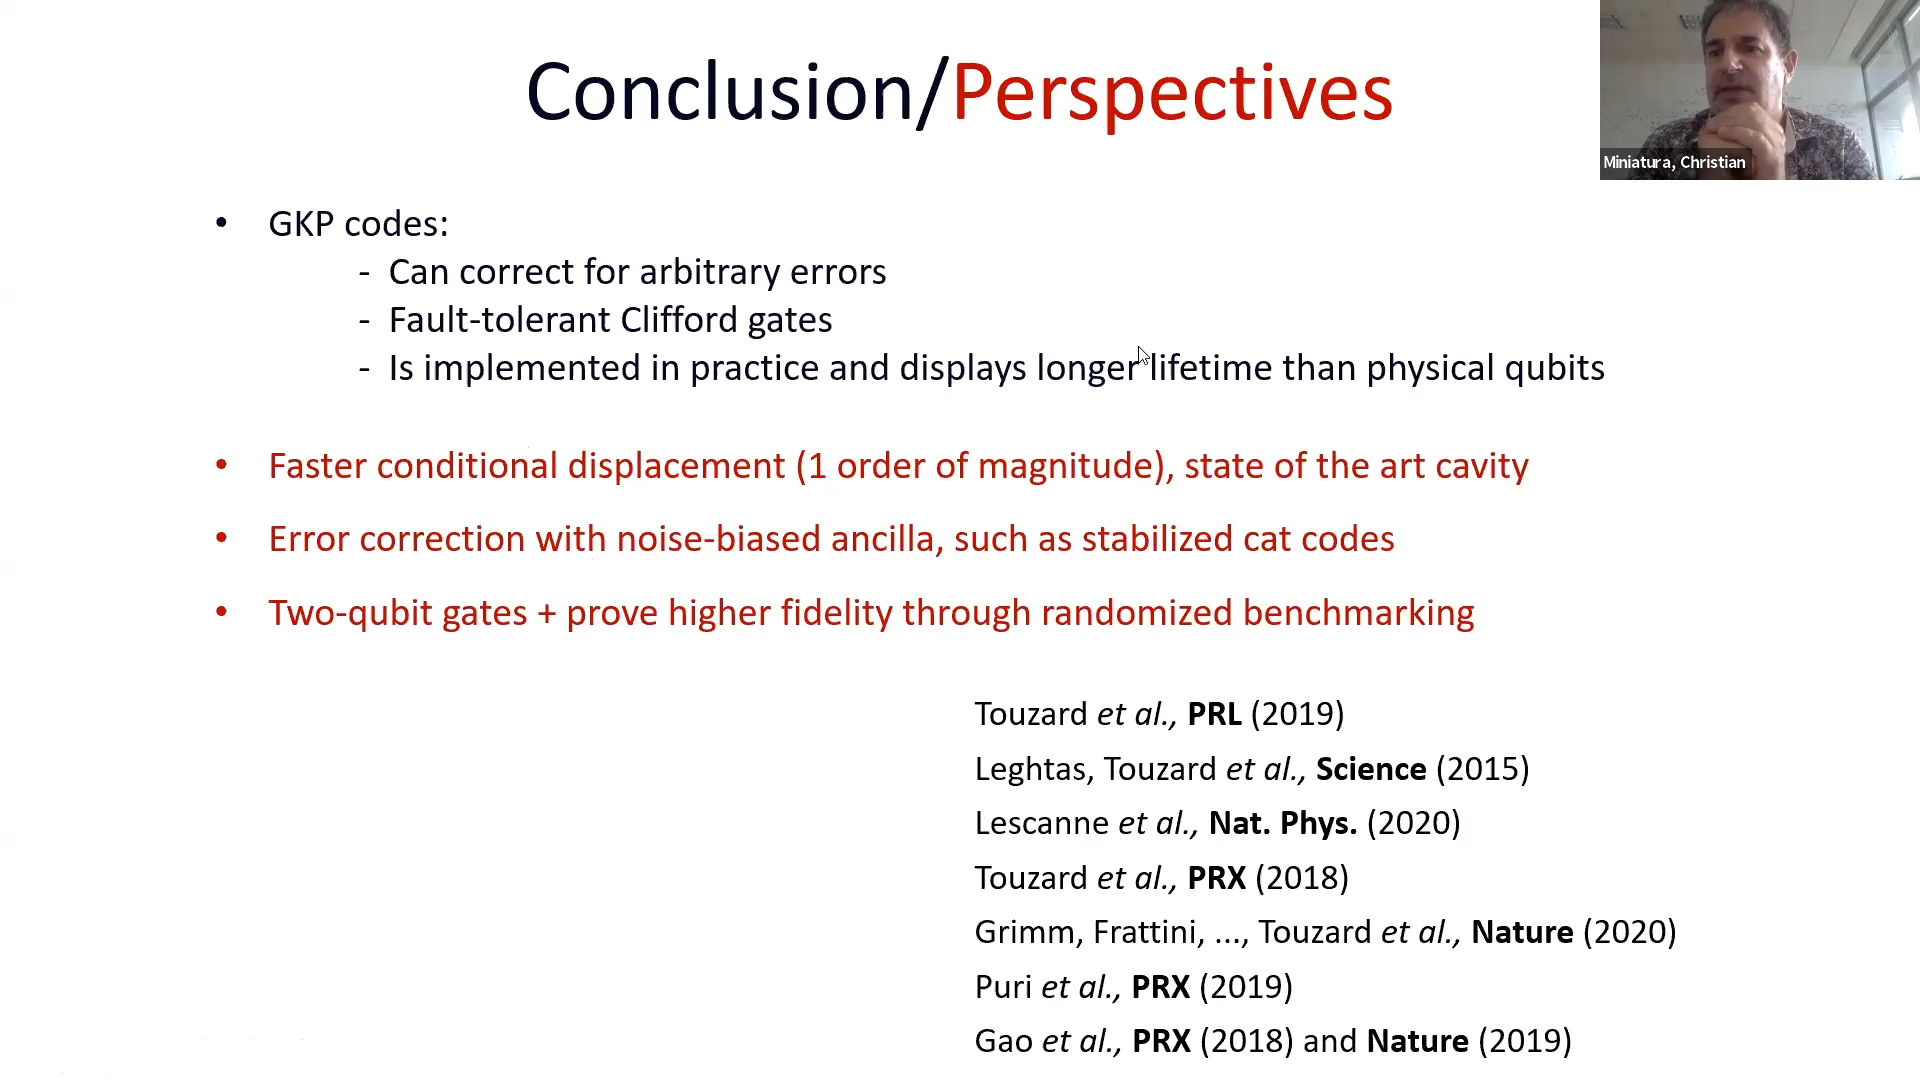 Conclusion/Perspectives
Miniatura, Christian
• GKP codes:
- Can correct for arbitrary errors
- Fault-tolerant Clifford gates
- Is implemented in practice and displays longer lifetime than physical qubits
• Faster conditional displacement (1 order of magnitude), state of the art cavity
• Error correction with noise-biased ancilla, such as stabilized cat codes
• Two-qubit gates + prove higher fidelity through randomized benchmarking
Touzard et al., PRL (2019)
Leghtas, Touzard et al., Science (2015)
Lescanne et al., Nat. Phys. (2020)
Touzard et al., PRX (2018)
Grimm, Frattini, ..., Touzard et al., Nature (2020)
Puri et al., PRX (2019)
Gao et al., PRX (2018) and Nature (2019)